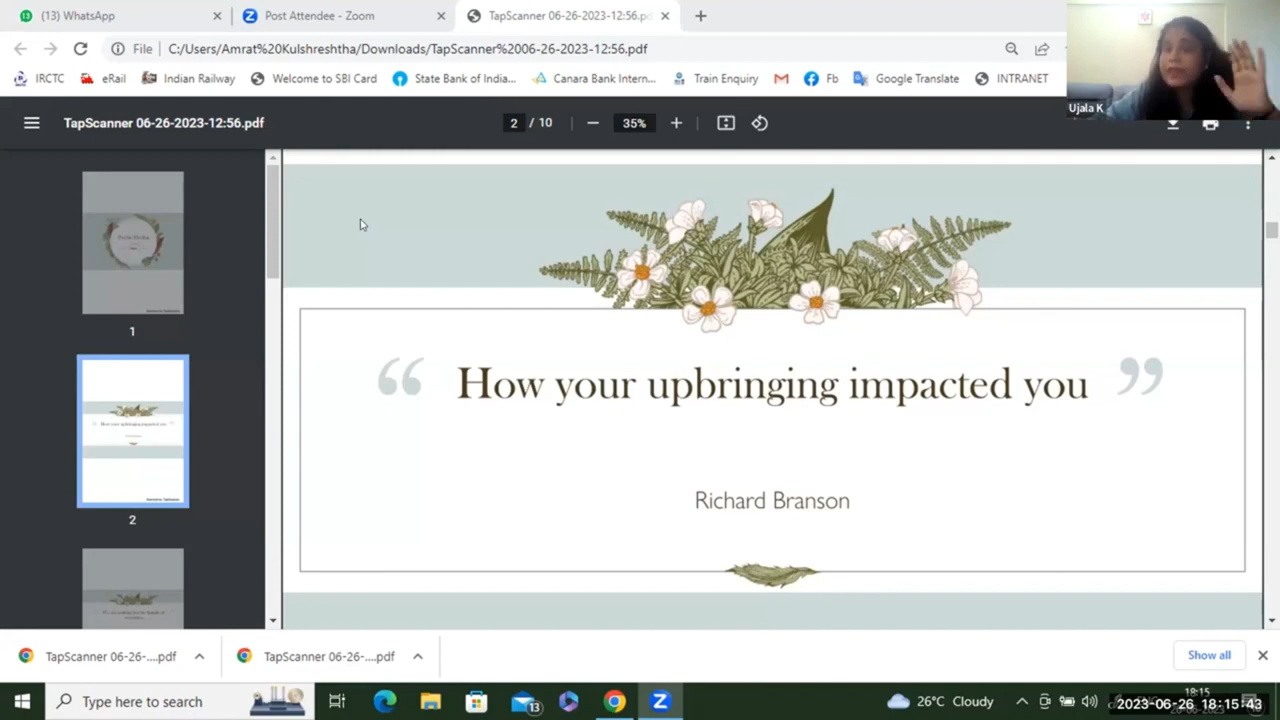 (13) WhatsApp
Post Attendee - Zoom
TapScanner 06-26-2023-12:56.pd
File
C:/Users/Amrat%20Kulshreshtha/Downloads/TapScanner%2006-26-2023-12:56.pdf
IRCTC
eRail
Indian Railway
Welcome to SBI Card
State Bank of India...
Canara Bank Intern...
Train Enquiry
Fb
Google Translate
INTRANET
Ujala K
TapScanner 06-26-2023-12:56.pdf
2 / 10
35%
1
2
“ How your upbringing impacted you ”
Richard Branson
TapScanner 06-26-....pdf
TapScanner 06-26-....pdf
Show all
Type here to search
13
26°C Cloudy
18:15
2023-06-26 18:15:43